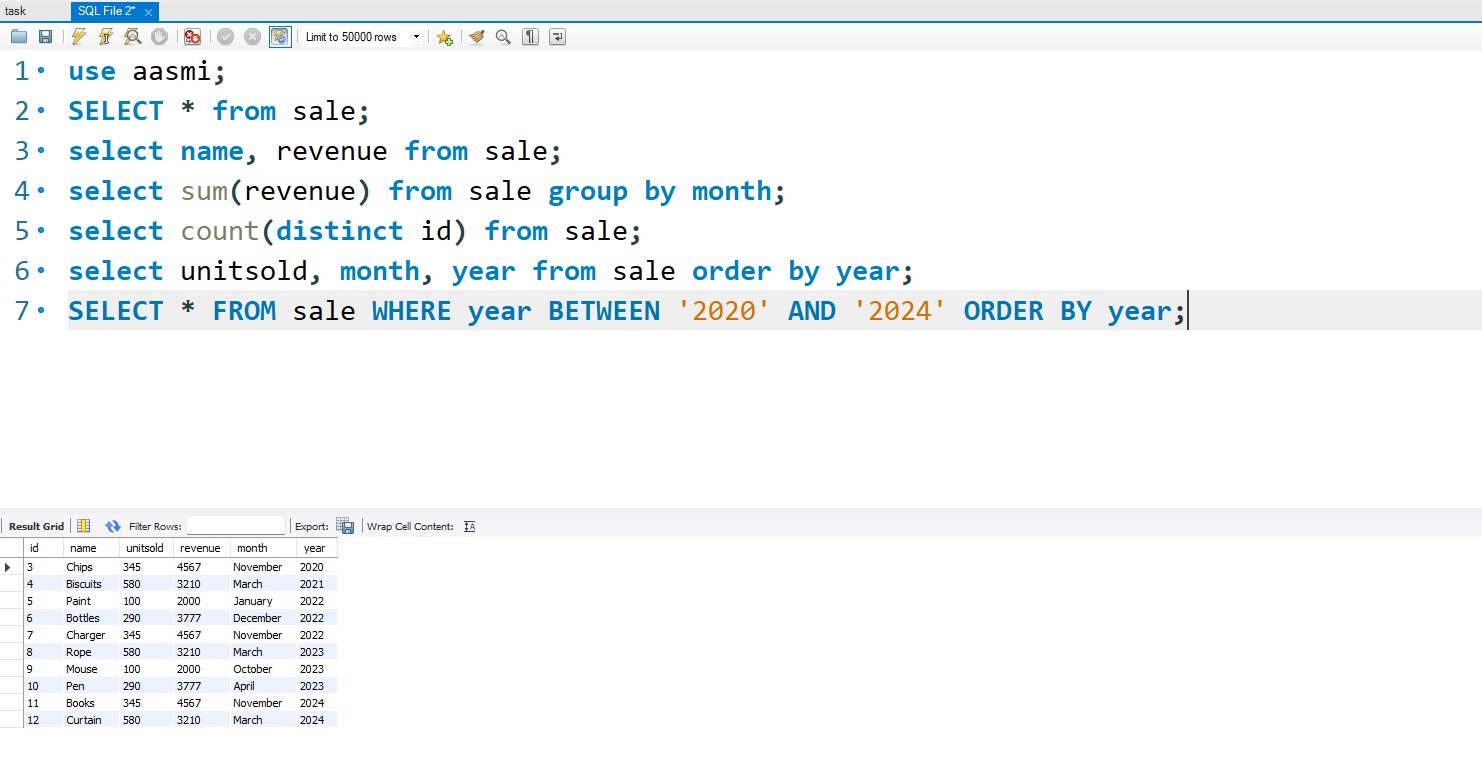 task SQL File 2*
Limit to 50000 rows
1 use aasmi;
2 SELECT * from sale;
3 select name, revenue from sale;
4 select sum(revenue) from sale group by month;
5 select count(distinct id) from sale;
6 select unitsold, month, year from sale order by year;
7 SELECT * FROM sale WHERE year BETWEEN '2020' AND '2024' ORDER BY year;
Result Grid Filter Rows: Export: Wrap Cell Content:
id name unitsold revenue month year
3 Chips 345 4567 November 2020
4 Biscuits 580 3210 March 2021
5 Paint 100 2000 January 2022
6 Bottles 290 3777 December 2022
7 Charger 345 4567 November 2022
8 Rope 580 3210 March 2023
9 Mouse 100 2000 October 2023
10 Pen 290 3777 April 2023
11 Books 345 4567 November 2024
12 Curtain 580 3210 March 2024